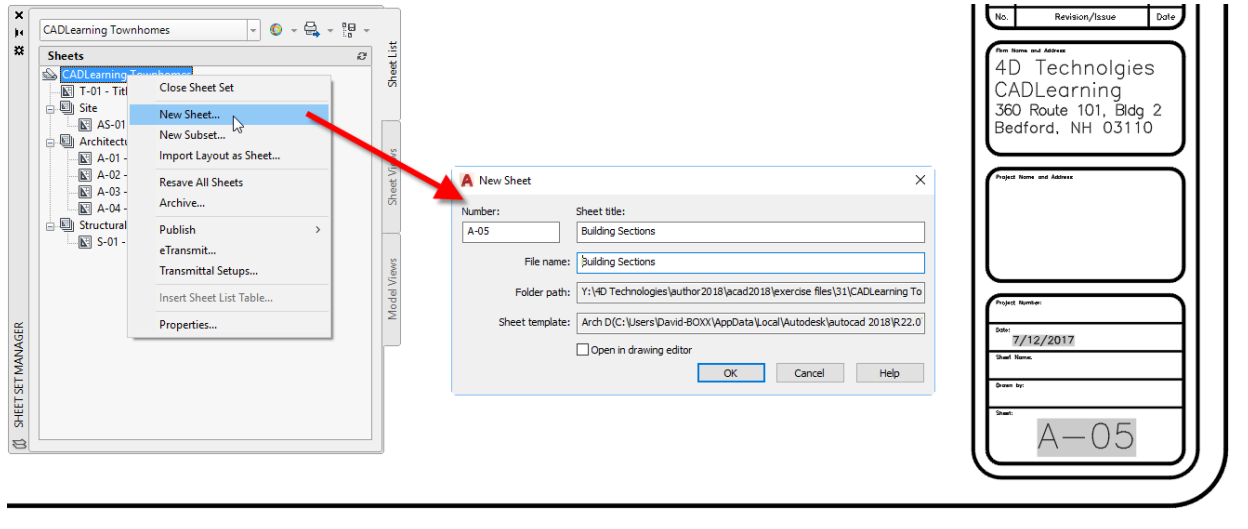 CADLearning Townhomes
Sheets
CADLearning Townhomes
T-01 - Titl
Site
AS-01
Architectu
A-01 -
A-02 -
A-03 -
A-04 -
Structural
S-01 -
Close Sheet Set
New Sheet...
New Subset...
Import Layout as Sheet...
Resave All Sheets
Archive...
Publish
eTransmit...
Transmittal Setups...
Insert Sheet List Table...
Properties...
Sheet List
Sheet Views
Model Views
SHEET SET MANAGER
A New Sheet
Number:
Sheet title:
A-05
Building Sections
File name:
Building Sections
Folder path:
Y:\4D Technologies\author2018\acad2018\exercise files\31\CADLearning To
Sheet template:
Arch D(C:\Users\David-BOXX\AppData\Local\Autodesk\autocad 2018\R22.0
Open in drawing editor
OK
Cancel
Help
No.
Revision/Issue
Date
Firm Name and Address
4D Technolgies
CADLearning
360 Route 101, Bldg 2
Bedford, NH 03110
Project Name and Address
Project Number:
Date:
7/12/2017
Sheet Name:
Drawn by:
Sheet:
A-05